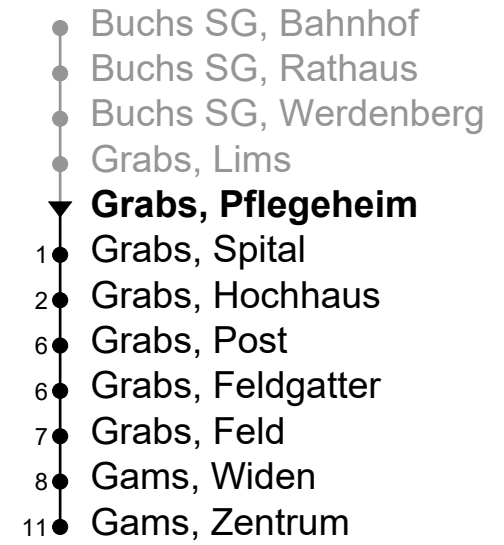 Buchs SG, Bahnhof
Buchs SG, Rathaus
Buchs SG, Werdenberg
Grabs, Lims
Grabs, Pflegeheim
1 Grabs, Spital
2 Grabs, Hochhaus
6 Grabs, Post
6 Grabs, Feldgatter
7 Grabs, Feld
8 Gams, Widen
11 Gams, Zentrum